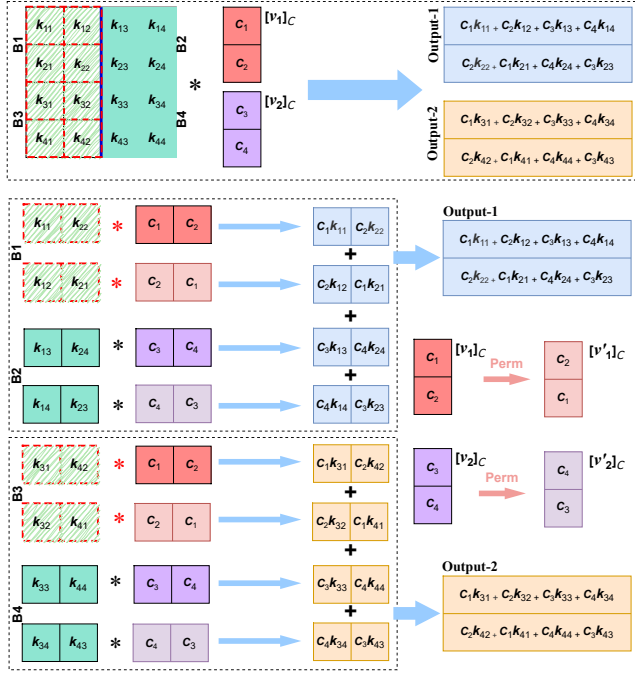 Output-1
B1 k11 k12 k13 k14 B2
C1 [v1]C
C1k11 + C2k12 + C3k13 + C4k14
k21 k22 k23 k24
C2
C2k22 + C1k21 + C4k24 + C3k23
*
B3 k31 k32 k33 k34 B4
C3 [v2]C
Output-2
C1k31 + C2k32 + C3k33 + C4k34
k41 k42 k43 k44
C4
C2k42 + C1k41 + C4k44 + C3k43
B1
k11 k22 * C1 C2 C1k11 C2k22
+
k12 k21 * C2 C1 C2k12 C1k21
+
B2
k13 k24 * C3 C4 C3k13 C4k24
+
k14 k23 * C4 C3 C4k14 C3k23
Output-1
C1k11 + C2k12 + C3k13 + C4k14
C2k22 + C1k21 + C4k24 + C3k23
C1 [v1]C Perm C2 [v'1]C
C2 C1
B3
k31 k42 * C1 C2 C1k31 C2k42
+
k32 k41 * C2 C1 C2k32 C1k41
+
B4
k33 k44 * C3 C4 C3k33 C4k44
+
k34 k43 * C4 C3 C4k34 C3k43
C3 [v2]C Perm C4 [v'2]C
C4 C3
Output-2
C1k31 + C2k32 + C3k33 + C4k34
C2k42 + C1k41 + C4k44 + C3k43